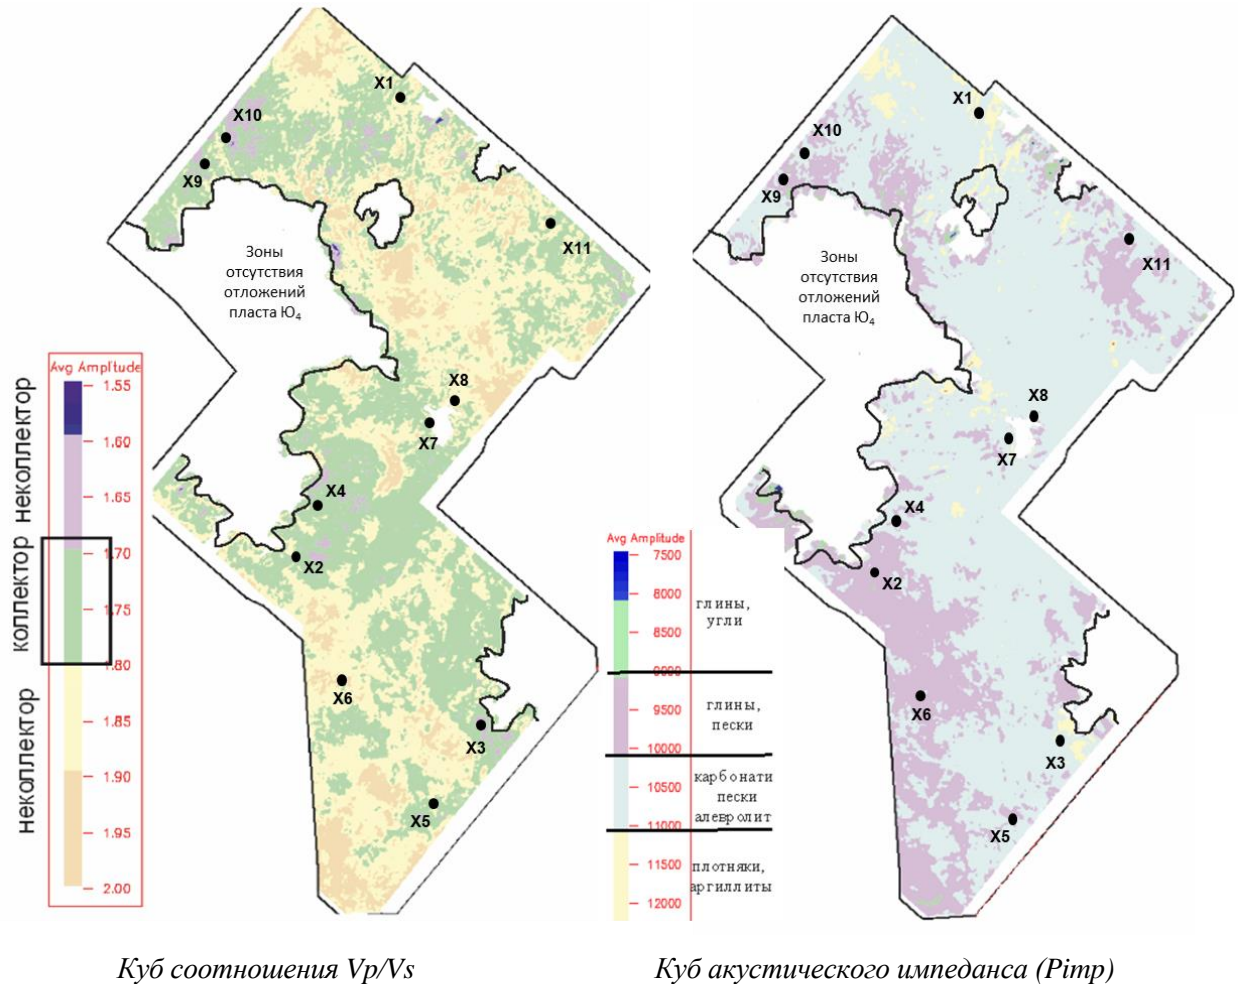 X1
X10
X9
X11
Зоны
отсутствия
отложений
пласта Ю₄
X8
X7
X4
X2
X6
X3
X5
Avg Amplitude
1.55
1.60
1.65
1.70
1.75
1.80
1.85
1.90
1.95
2.00
неколлектор
коллектор
неколлектор
X1
X10
X9
X11
Зоны
отсутствия
отложений
пласта Ю₄
X8
X7
X4
X2
X6
X3
X5
Avg Amplitude
7500
8000
8500
9000
9500
10000
10500
11000
11500
12000
глины,
угли
глины,
пески
карбонати
пески
алевролит
плотняки,
аргиллиты
Куб соотношения Vp/Vs
Куб акустического импеданса (Pimp)